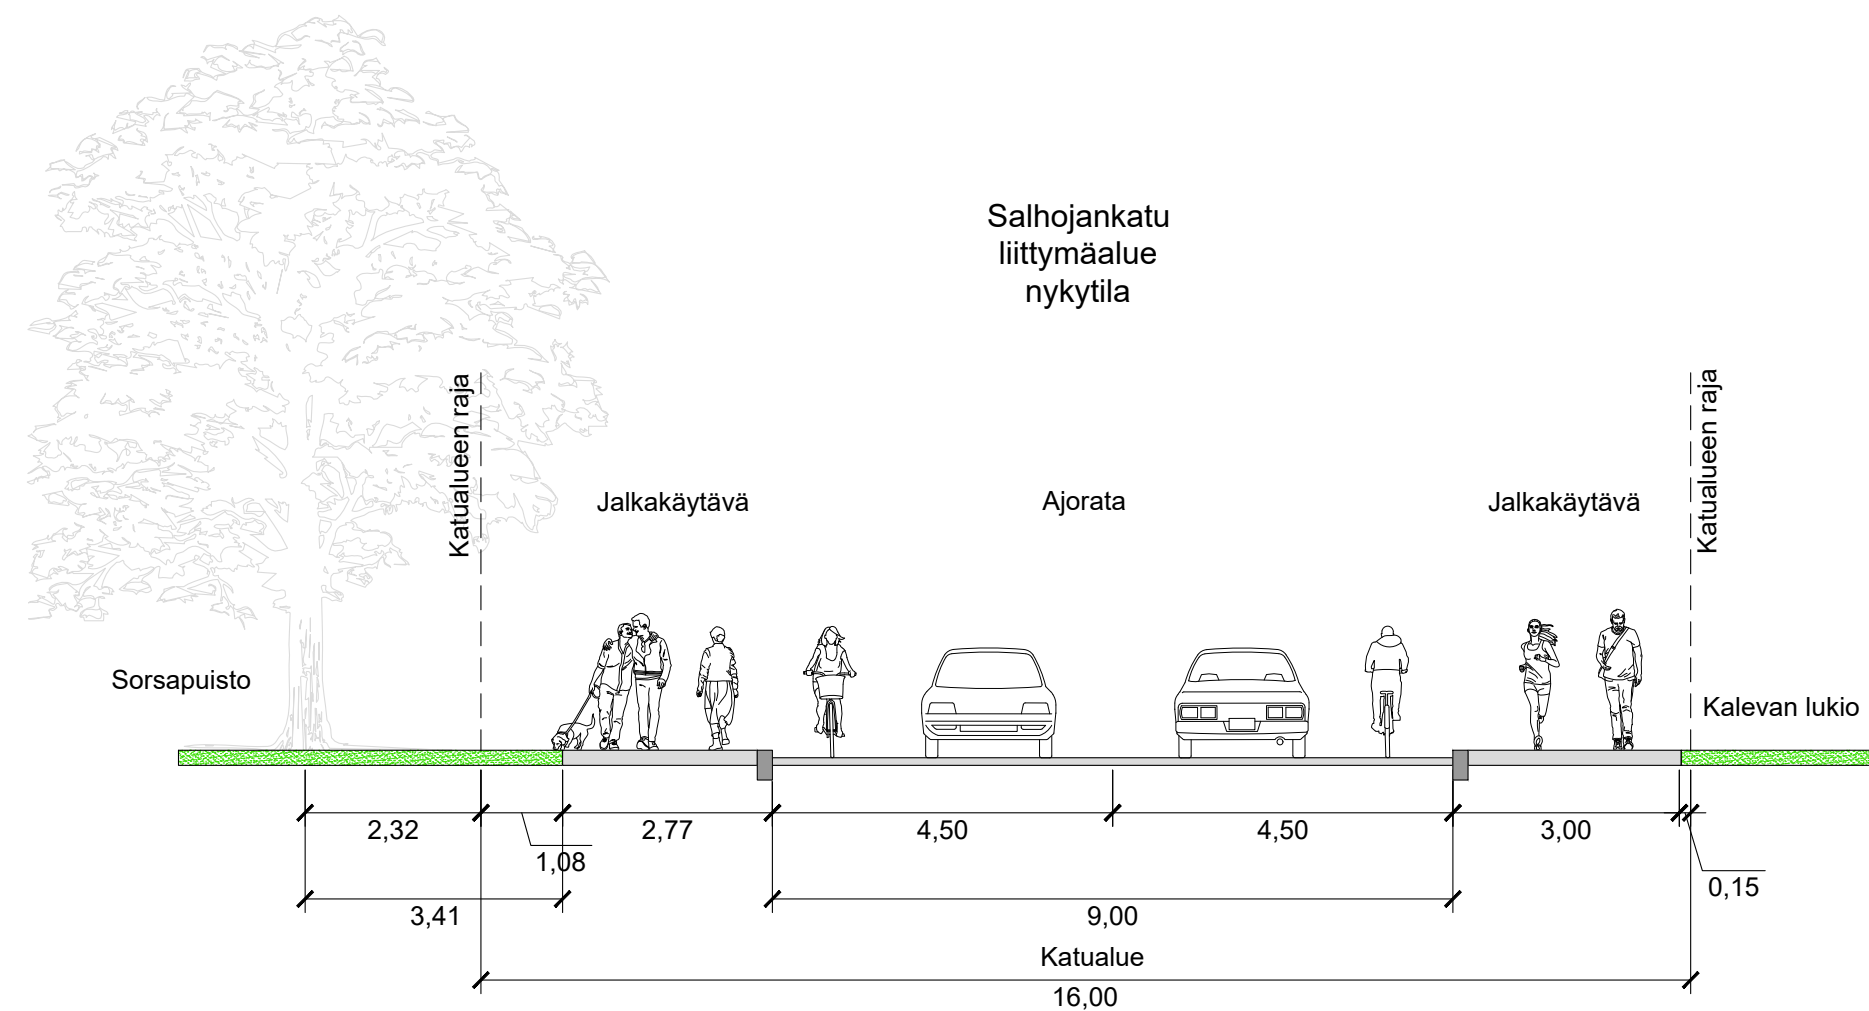 Salhojankatu
liittymäalue
nykytila
Katualueen raja
Katualueen raja
Jalkakäytävä
Ajorata
Jalkakäytävä
Sorsapuisto
Kalevan lukio
2,32
2,77
4,50
4,50
3,00
1,08
0,15
3,41
9,00
Katualue
16,00